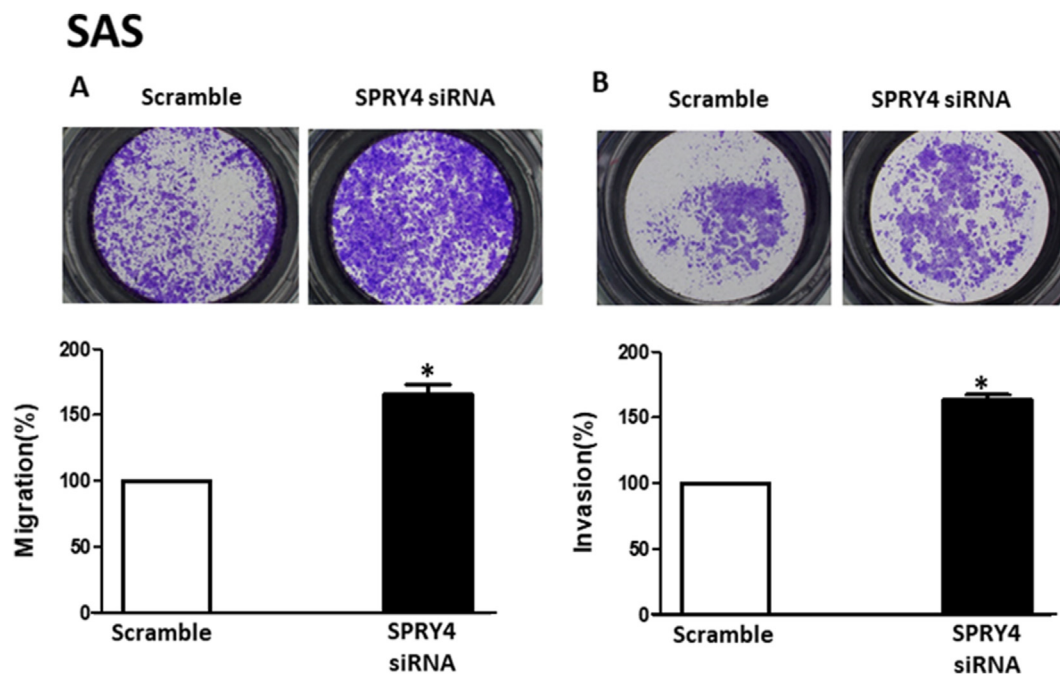 SAS
A
Scramble
SPRY4 siRNA
B
Scramble
SPRY4 siRNA
Migration(%)
200
150
100
50
0
*
Scramble
SPRY4
siRNA
Invasion(%)
200
150
100
50
0
*
Scramble
SPRY4
siRNA